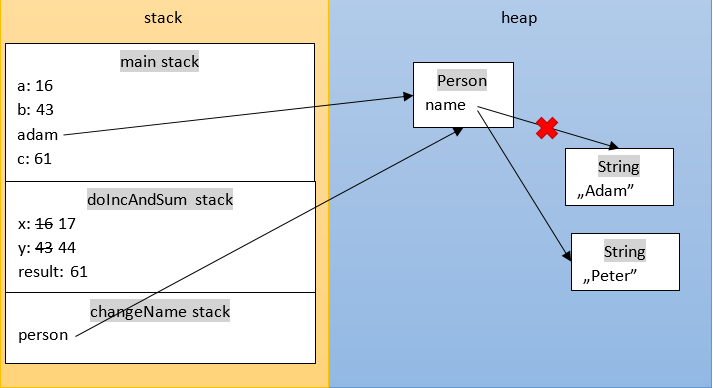 stack
main stack
a: 16
b: 43
adam
c: 61
doIncAndSum stack
x: 16 17
y: 43 44
result: 61
changeName stack
person
heap
Person
name
String
„Adam”
String
„Peter”